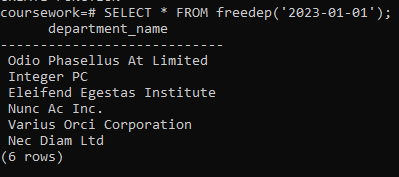 coursework=# SELECT * FROM freedep('2023-01-01');
department_name
----------------------------
Odio Phasellus At Limited
Integer PC
Eleifend Egestas Institute
Nunc Ac Inc.
Varius Orci Corporation
Nec Diam Ltd
(6 rows)